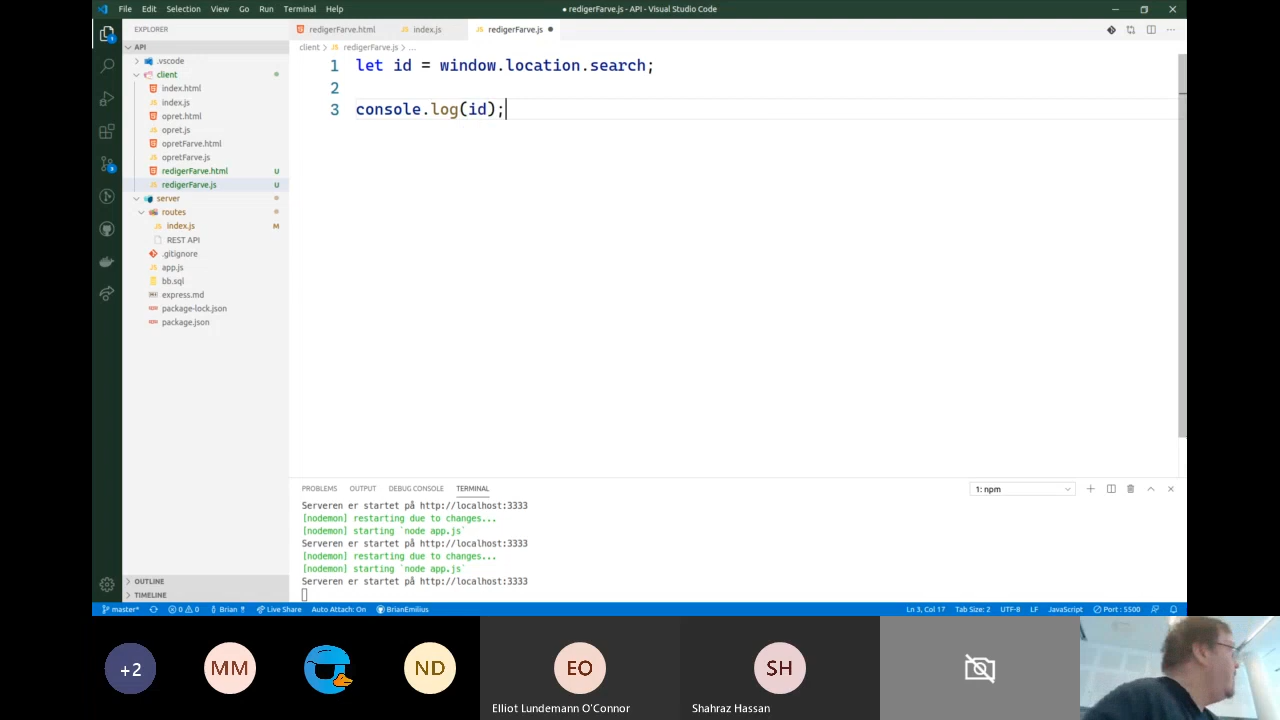 File Edit Selection View Go Run Terminal Help
● redigerFarve.js - API - Visual Studio Code
EXPLORER
API
.vscode
client
index.html
index.js
opret.html
opret.js
opretFarve.html
opretFarve.js
redigerFarve.html U
redigerFarve.js U
server
routes
index.js M
REST API
.gitignore
app.js
bb.sql
express.md
package-lock.json
package.json
OUTLINE
TIMELINE
redigerFarve.html index.js redigerFarve.js ●
client > redigerFarve.js > ...
1 let id = window.location.search;
2
3 console.log(id);
PROBLEMS OUTPUT DEBUG CONSOLE TERMINAL
1: npm
Serveren er startet på http://localhost:3333
[nodemon] restarting due to changes...
[nodemon] starting `node app.js`
Serveren er startet på http://localhost:3333
[nodemon] restarting due to changes...
[nodemon] starting `node app.js`
Serveren er startet på http://localhost:3333
master* 0 0 Brian Live Share Auto Attach: On BrianEmilius Ln 3, Col 17 Tab Size: 2 UTF-8 LF JavaScript Port : 5500
+2 MM ND EO SH
Elliot Lundemann O'Connor Shahraz Hassan